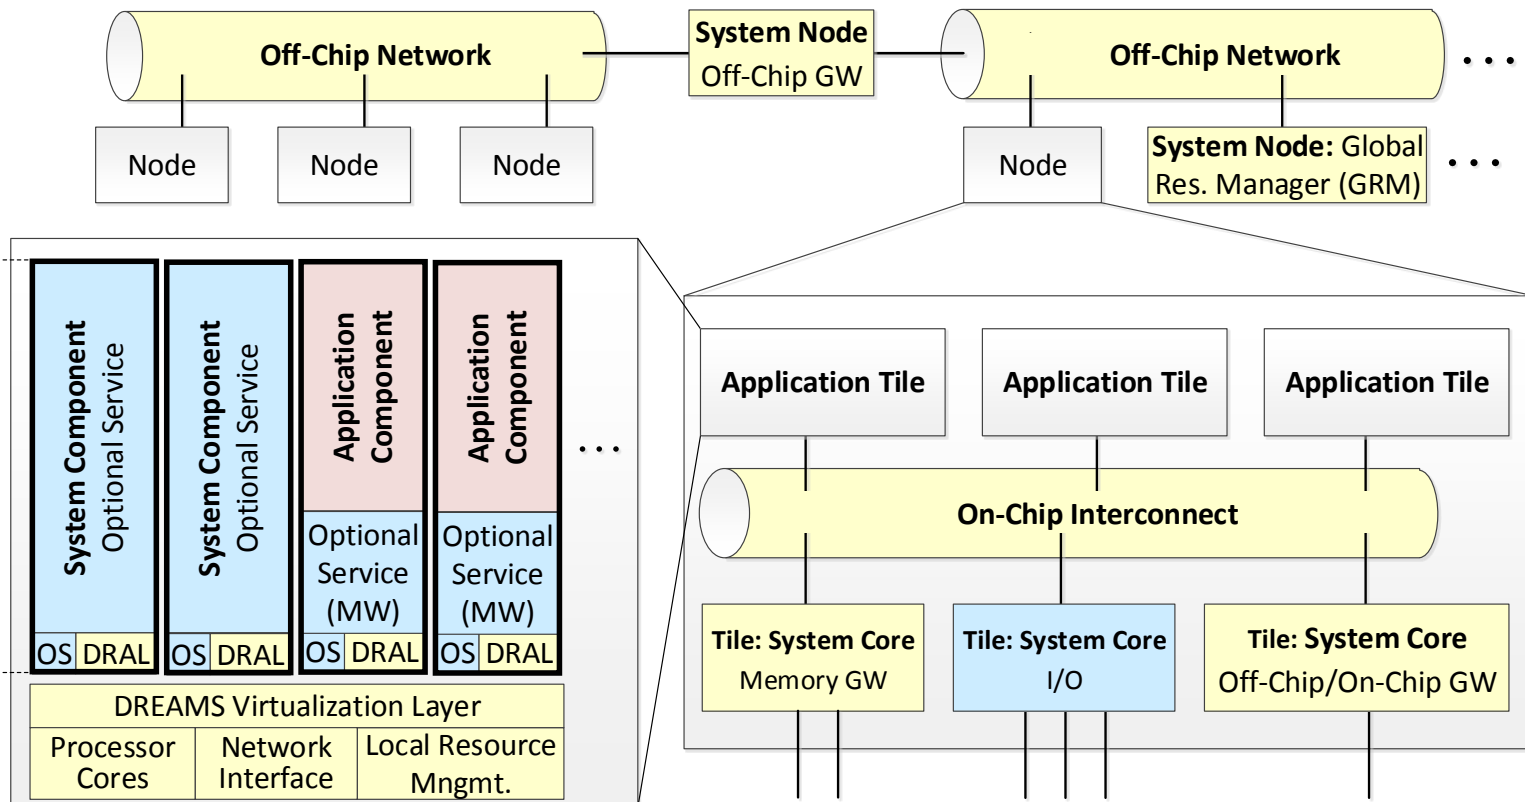 Off-Chip Network
System Node
Off-Chip GW
Off-Chip Network
...
Node
Node
Node
Node
System Node: Global
Res. Manager (GRM)
...
System Component
Optional Service
System Component
Optional Service
Application
Component
Application
Component
...
Optional
Service
(MW)
Optional
Service
(MW)
OS DRAL
OS DRAL
OS DRAL
OS DRAL
DREAMS Virtualization Layer
Processor
Cores
Network
Interface
Local Resource
Mngmt.
Application Tile
Application Tile
Application Tile
On-Chip Interconnect
Tile: System Core
Memory GW
Tile: System Core
I/O
Tile: System Core
Off-Chip/On-Chip GW